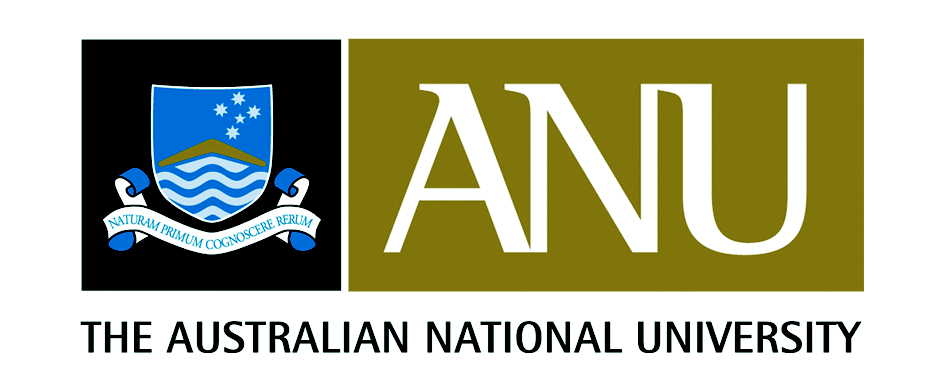 NATURAM PRIMUM COGNOSCERE RERUM
ANU
THE AUSTRALIAN NATIONAL UNIVERSITY